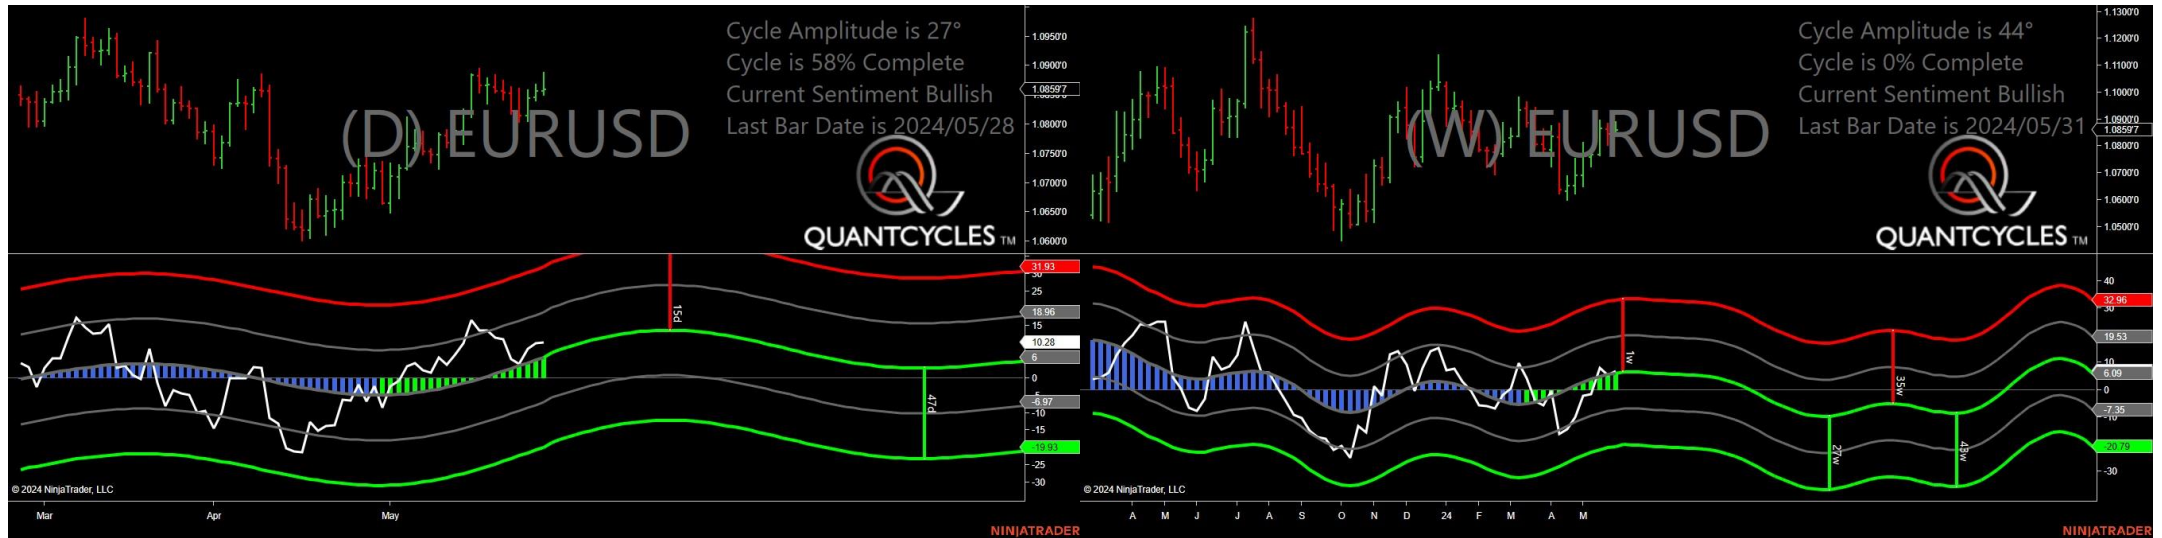 Cycle Amplitude is 27°
Cycle is 58% Complete
Current Sentiment Bullish
Last Bar Date is 2024/05/28
(D) EURUSD
QUANTCYCLES TM
1.0950'0
1.0900'0
1.0859'7
1.0800'0
1.0750'0
1.0700'0
1.0650'0
1.0600'0
31.93
25
18.96
15
10.28
6
0
-6.97
-10
-15
-19.93
-25
-30
15d
47d
© 2024 NinjaTrader, LLC
Mar Apr May
NINJATRADER
Cycle Amplitude is 44°
Cycle is 0% Complete
Current Sentiment Bullish
Last Bar Date is 2024/05/31
(W) EURUSD
QUANTCYCLES TM
1.1300'0
1.1200'0
1.1100'0
1.1000'0
1.0900'0
1.0859'7
1.0800'0
1.0700'0
1.0600'0
1.0500'0
40
32.96
30
19.53
10
6.09
0
-7.35
-20.79
-30
1w
35w
27w
43w
© 2024 NinjaTrader, LLC
A M J J A S O N D 24 F M A M
NINJATRADER